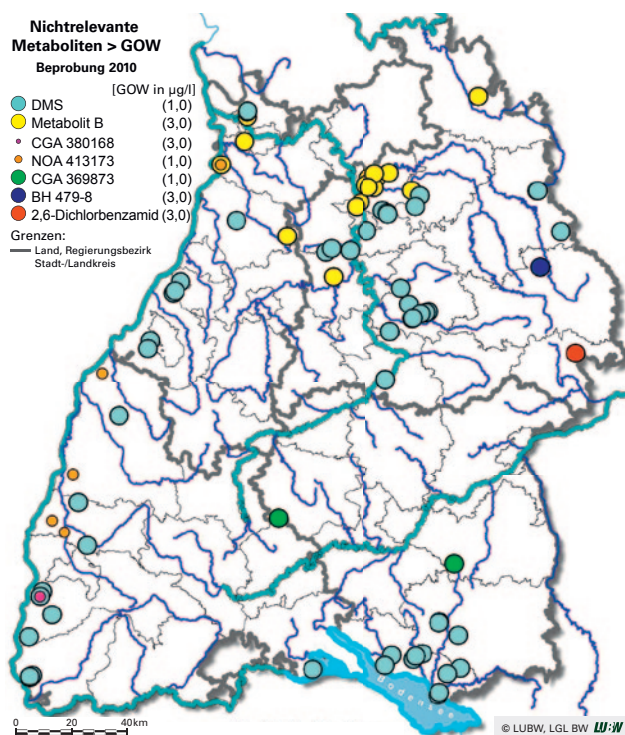 Nichtrelevante
Metaboliten > GOW
Beprobung 2010
[GOW in µg/l]
DMS (1,0)
Metabolit B (3,0)
CGA 380168 (3,0)
NOA 413173 (1,0)
CGA 369873 (1,0)
BH 479-8 (3,0)
2,6-Dichlorbenzamid (3,0)
Grenzen:
Land, Regierungsbezirk
Stadt-/Landkreis
0 20 40km
© LUBW, LGL BW LUBW